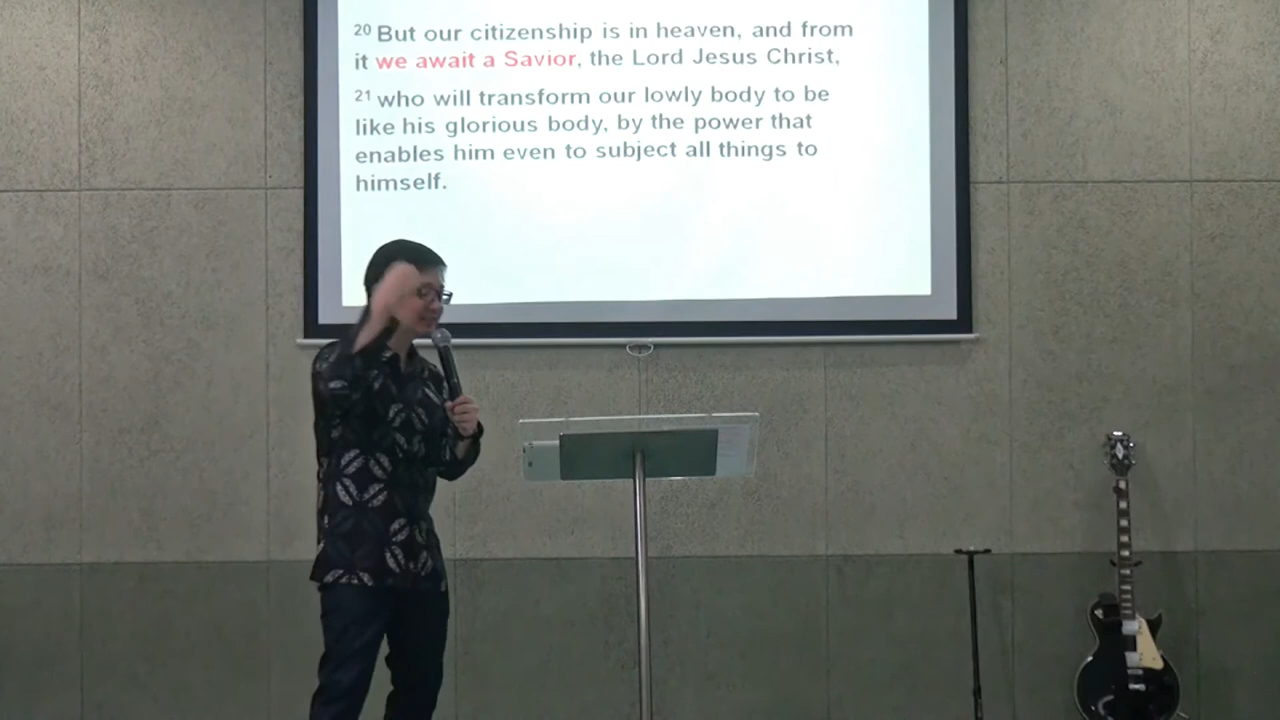 20 But our citizenship is in heaven, and from
it we await a Savior, the Lord Jesus Christ,
21 who will transform our lowly body to be
like his glorious body, by the power that
enables him even to subject all things to
himself.